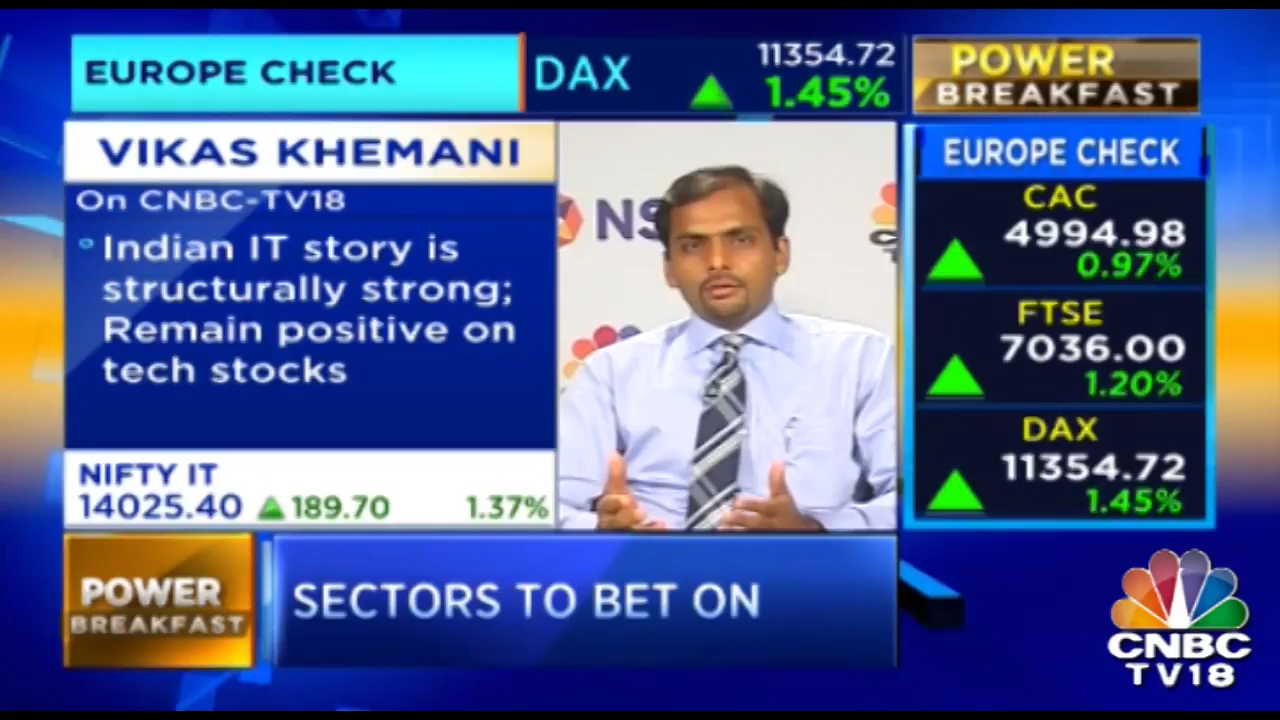 EUROPE CHECK
DAX
11354.72
1.45%
POWER
BREAKFAST
VIKAS KHEMANI
On CNBC-TV18
Indian IT story is
structurally strong;
Remain positive on
tech stocks
NS
NIFTY IT
14025.40 189.70 1.37%
EUROPE CHECK
CAC
4994.98
0.97%
FTSE
7036.00
1.20%
DAX
11354.72
1.45%
POWER
BREAKFAST
SECTORS TO BET ON
CNBC
TV18